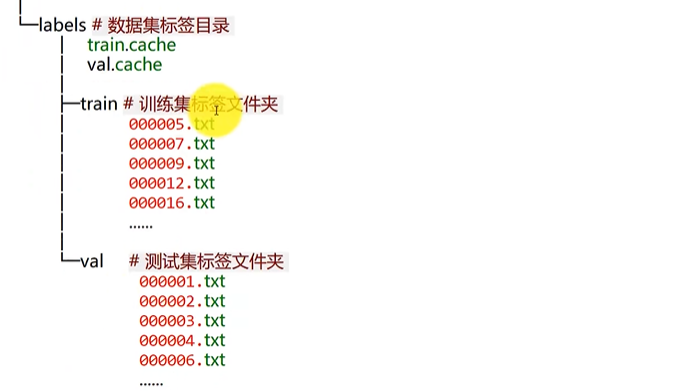 └─labels # 数据集标签目录
train.cache
val.cache
├─train # 训练集标签文件夹
000005.txt
000007.txt
000009.txt
000012.txt
000016.txt
......
└─val # 测试集标签文件夹
000001.txt
000002.txt
000003.txt
000004.txt
000006.txt
......